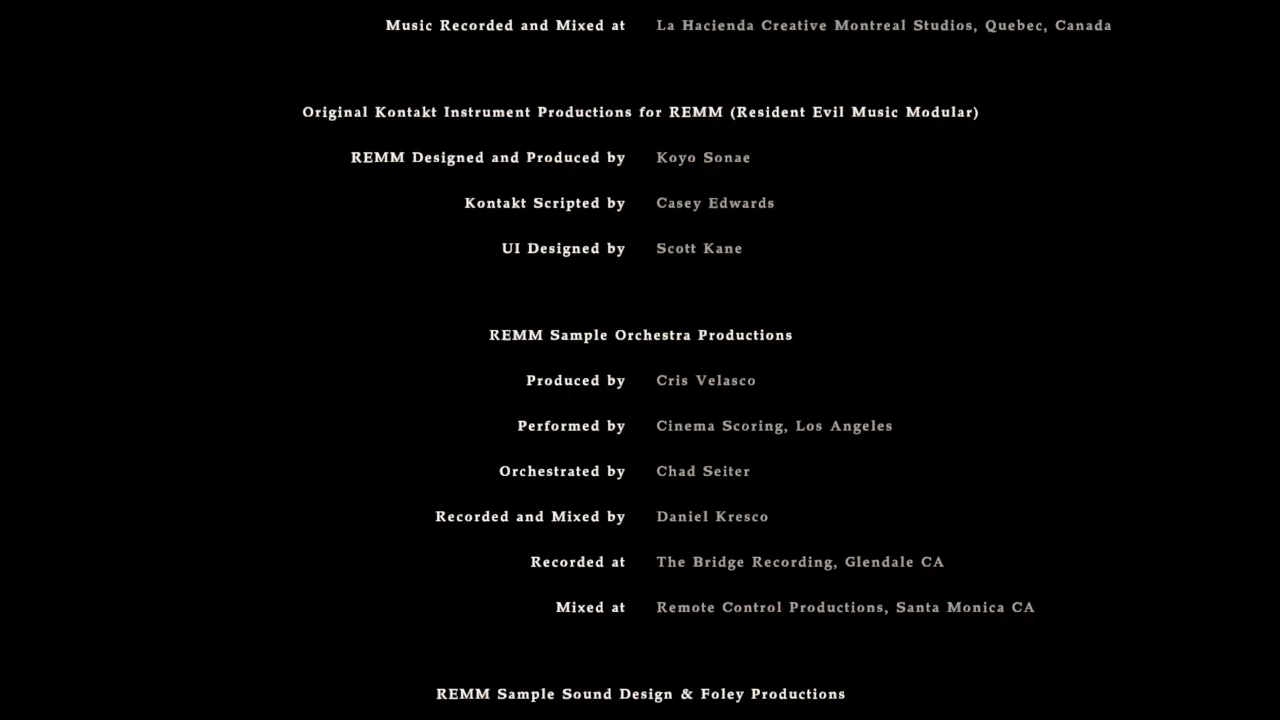 Music Recorded and Mixed at La Hacienda Creative Montreal Studios, Quebec, Canada
Original Kontakt Instrument Productions for REMM (Resident Evil Music Modular)
REMM Designed and Produced by Koyo Sonae
Kontakt Scripted by Casey Edwards
UI Designed by Scott Kane
REMM Sample Orchestra Productions
Produced by Cris Velasco
Performed by Cinema Scoring, Los Angeles
Orchestrated by Chad Seiter
Recorded and Mixed by Daniel Kresco
Recorded at The Bridge Recording, Glendale CA
Mixed at Remote Control Productions, Santa Monica CA
REMM Sample Sound Design & Foley Productions